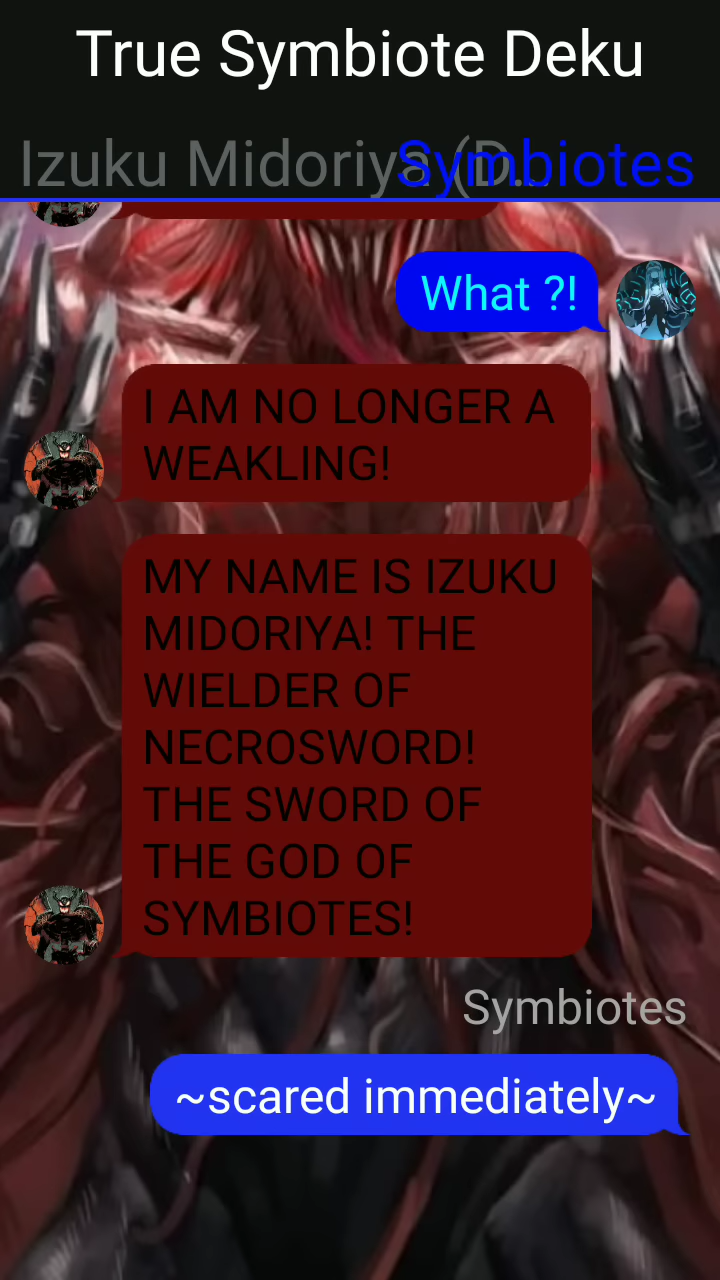 True Symbiote Deku
Izuku Midoriya (D...
Symbiotes
What ?!
I AM NO LONGER A
WEAKLING!
MY NAME IS IZUKU
MIDORIYA! THE
WIELDER OF
NECROSWORD!
THE SWORD OF
THE GOD OF
SYMBIOTES!
Symbiotes
~scared immediately~